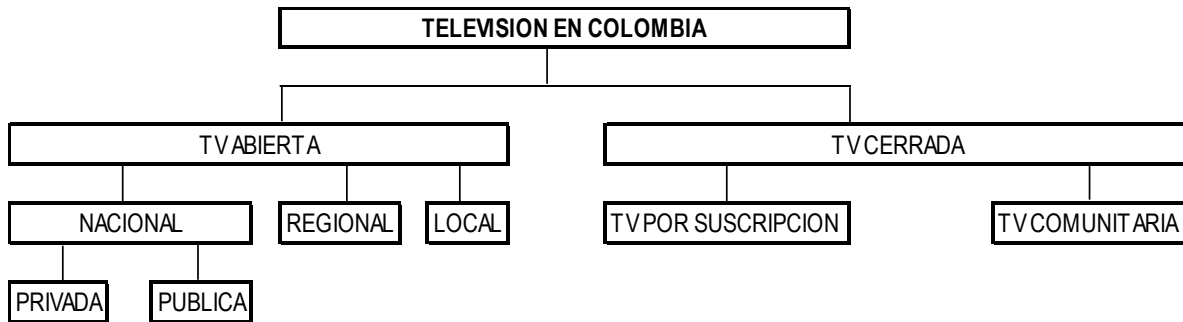 TELEVISION EN COLOMBIA
TV ABIERTA
TV CERRADA
NACIONAL
REGIONAL
LOCAL
TV POR SUSCRIPCION
TV COMUNITARIA
PRIVADA
PUBLICA